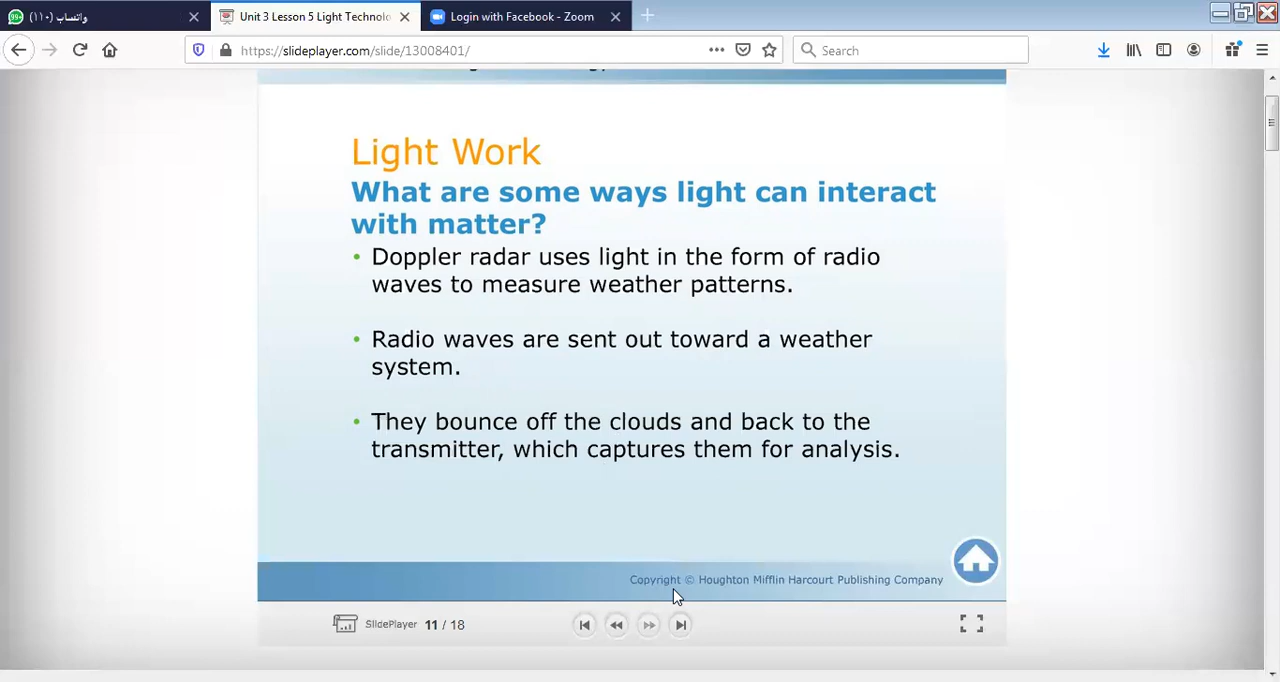 واتساب (١١٠)
Unit 3 Lesson 5 Light Technolo
Login with Facebook - Zoom
https://slideplayer.com/slide/13008401/
Search
Light Work
What are some ways light can interact
with matter?
• Doppler radar uses light in the form of radio
waves to measure weather patterns.
• Radio waves are sent out toward a weather
system.
• They bounce off the clouds and back to the
transmitter, which captures them for analysis.
Copyright © Houghton Mifflin Harcourt Publishing Company
SlidePlayer 11 / 18